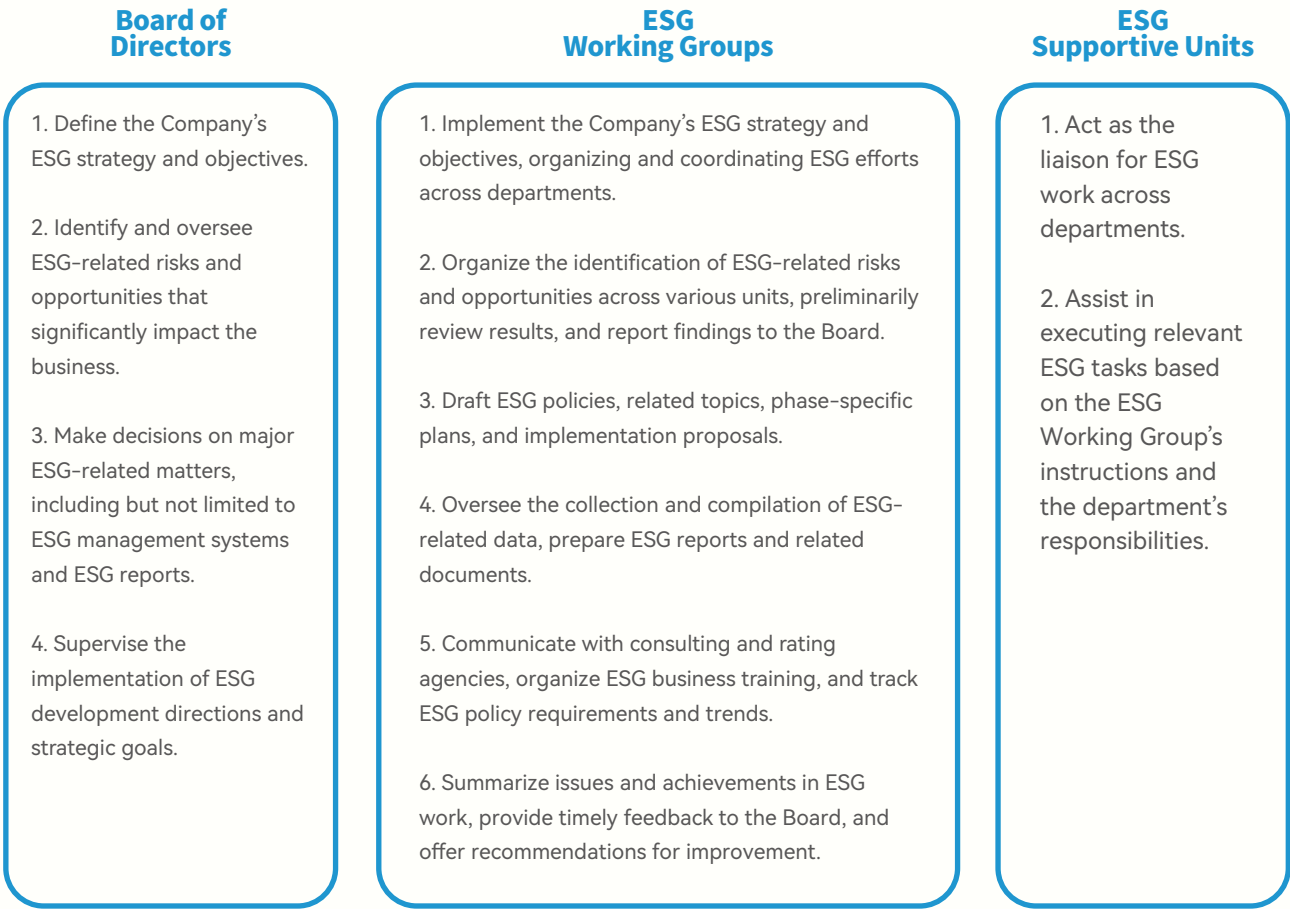 Board of
Directors
1. Define the Company’s
ESG strategy and objectives.
2. Identify and oversee
ESG-related risks and
opportunities that
significantly impact the
business.
3. Make decisions on major
ESG-related matters,
including but not limited to
ESG management systems
and ESG reports.
4. Supervise the
implementation of ESG
development directions and
strategic goals.
ESG
Working Groups
1. Implement the Company’s ESG strategy and
objectives, organizing and coordinating ESG efforts
across departments.
2. Organize the identification of ESG-related risks
and opportunities across various units, preliminarily
review results, and report findings to the Board.
3. Draft ESG policies, related topics, phase-specific
plans, and implementation proposals.
4. Oversee the collection and compilation of ESG-
related data, prepare ESG reports and related
documents.
5. Communicate with consulting and rating
agencies, organize ESG business training, and track
ESG policy requirements and trends.
6. Summarize issues and achievements in ESG
work, provide timely feedback to the Board, and
offer recommendations for improvement.
ESG
Supportive Units
1. Act as the
liaison for ESG
work across
departments.
2. Assist in
executing relevant
ESG tasks based
on the ESG
Working Group’s
instructions and
the department’s
responsibilities.